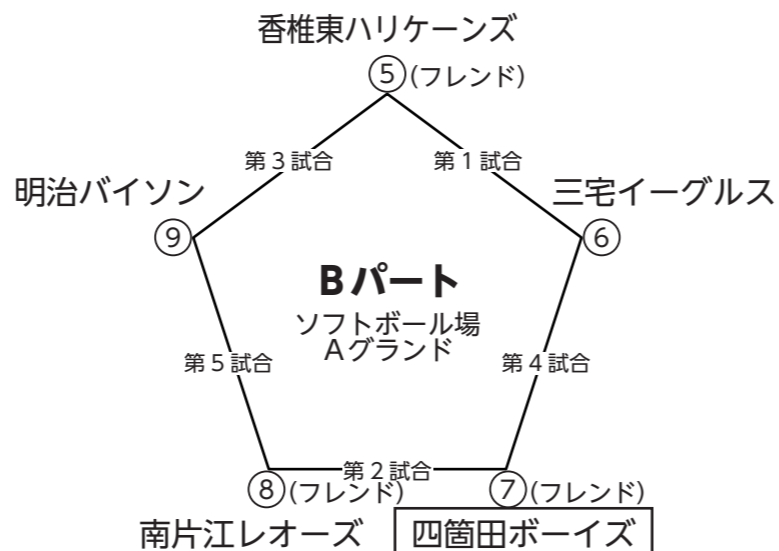 香椎東ハリケーンズ
⑤(フレンド)
第3試合
第1試合
明治バイソン
三宅イーグルス
⑨
⑥
Bパート
ソフトボール場
Aグランド
第5試合
第4試合
第2試合
⑧(フレンド)
⑦(フレンド)
南片江レオーズ
四箇田ボーイズ